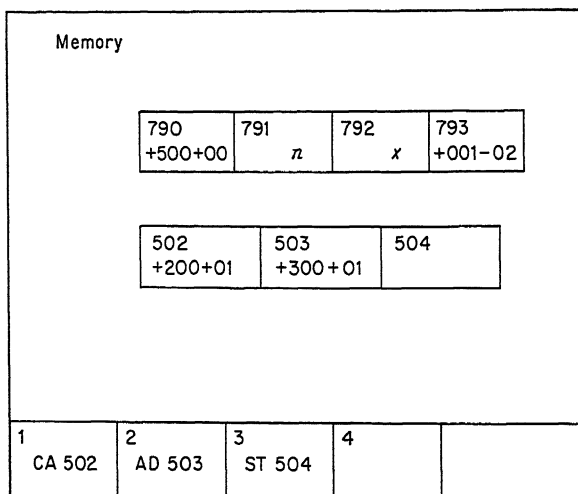 Memory
790 791 792 793
+500+00 n x +001-02
502 503 504
+200+01 +300+01
1 2 3 4
CA 502 AD 503 ST 504